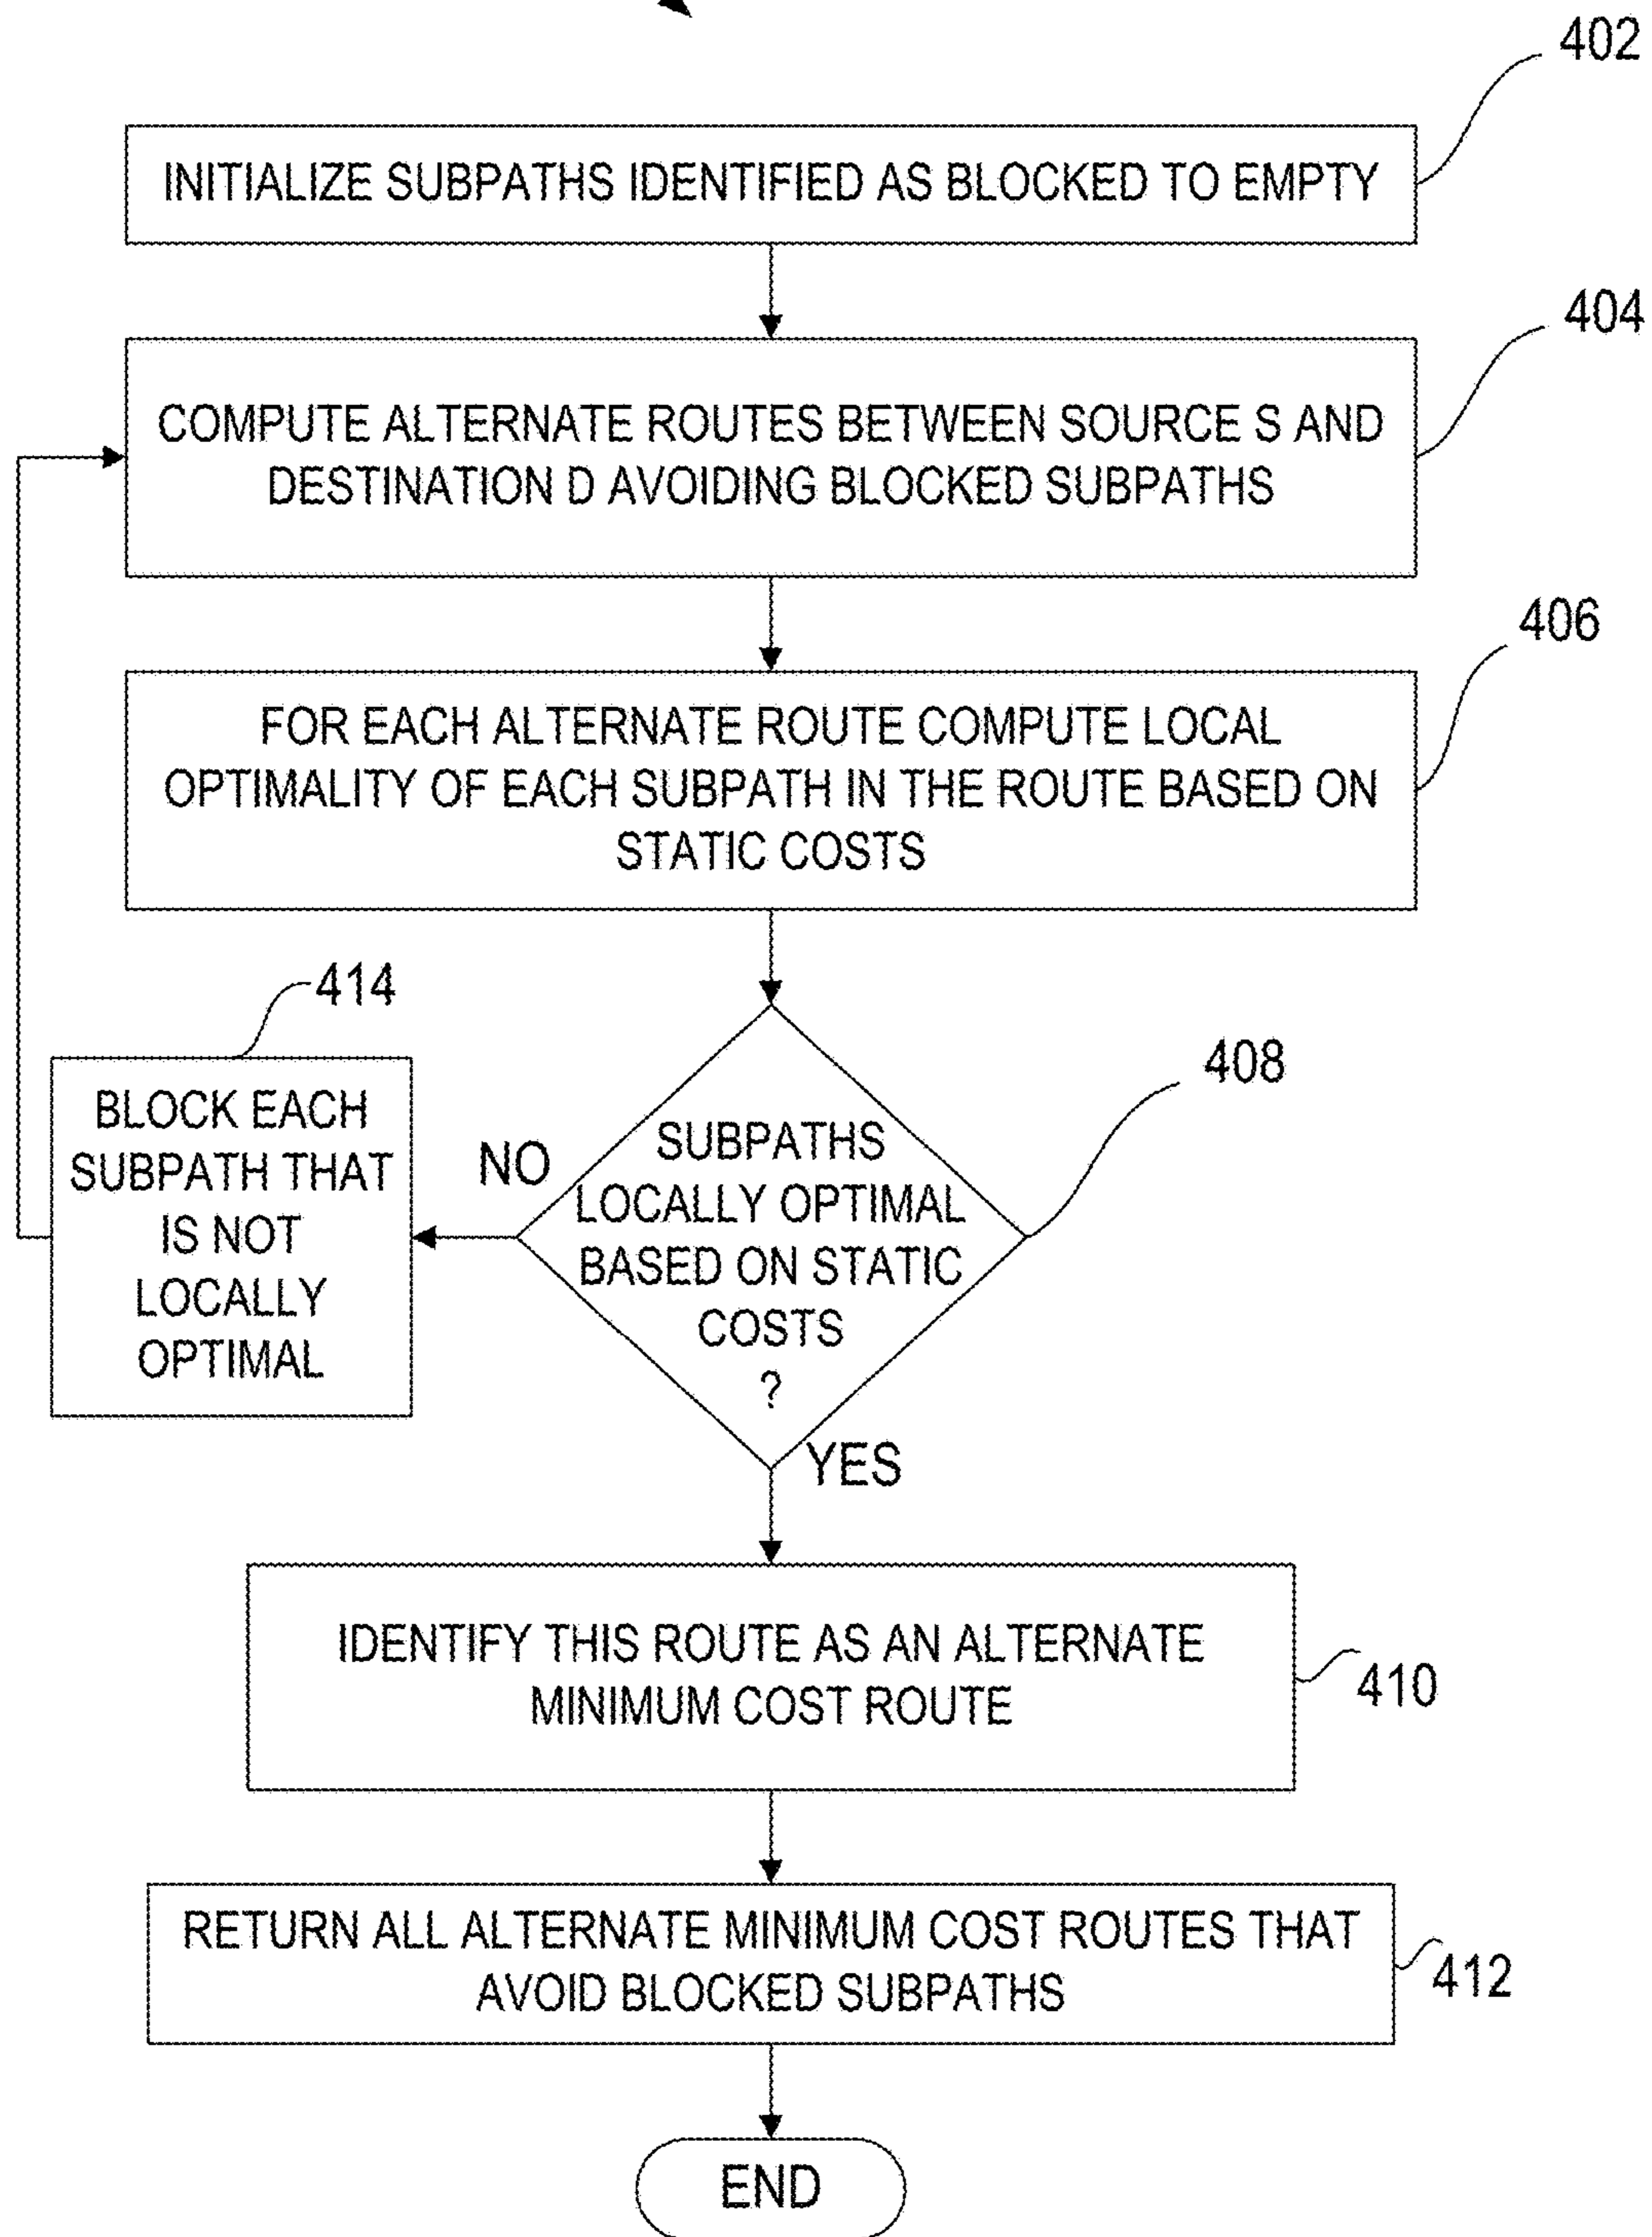 402
INITIALIZE SUBPATHS IDENTIFIED AS BLOCKED TO EMPTY
404
COMPUTE ALTERNATE ROUTES BETWEEN SOURCE S AND
DESTINATION D AVOIDING BLOCKED SUBPATHS
406
FOR EACH ALTERNATE ROUTE COMPUTE LOCAL
OPTIMALITY OF EACH SUBPATH IN THE ROUTE BASED ON
STATIC COSTS
414
BLOCK EACH
SUBPATH THAT
IS NOT
LOCALLY
OPTIMAL
NO
408
SUBPATHS
LOCALLY OPTIMAL
BASED ON STATIC
COSTS
?
YES
IDENTIFY THIS ROUTE AS AN ALTERNATE
MINIMUM COST ROUTE
410
RETURN ALL ALTERNATE MINIMUM COST ROUTES THAT
AVOID BLOCKED SUBPATHS
412
END